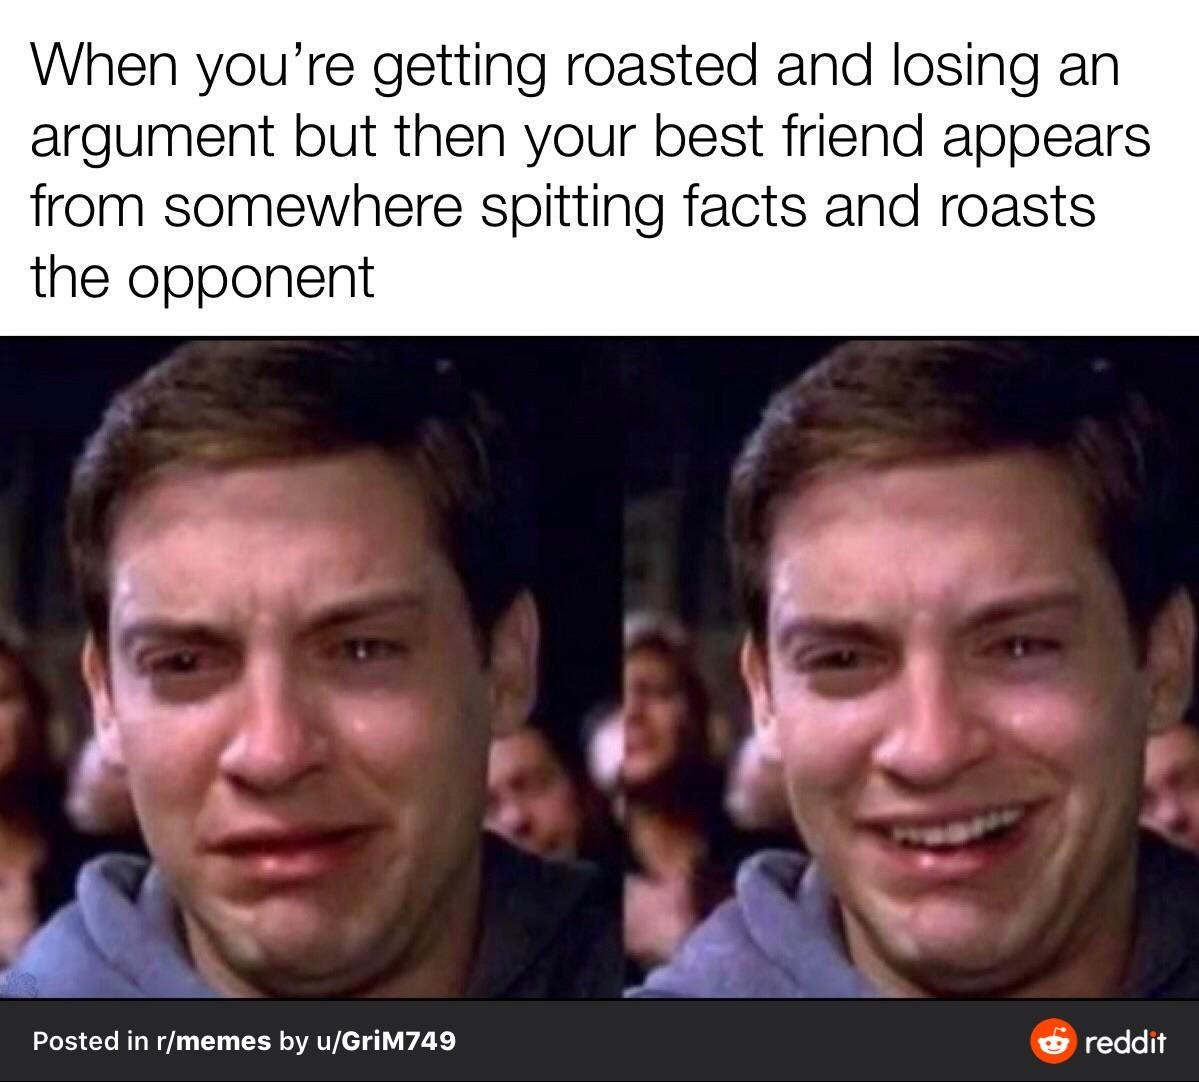 When you’re getting roasted and losing an
argument but then your best friend appears
from somewhere spitting facts and roasts
the opponent
Posted in r/memes by u/GriM749
reddit